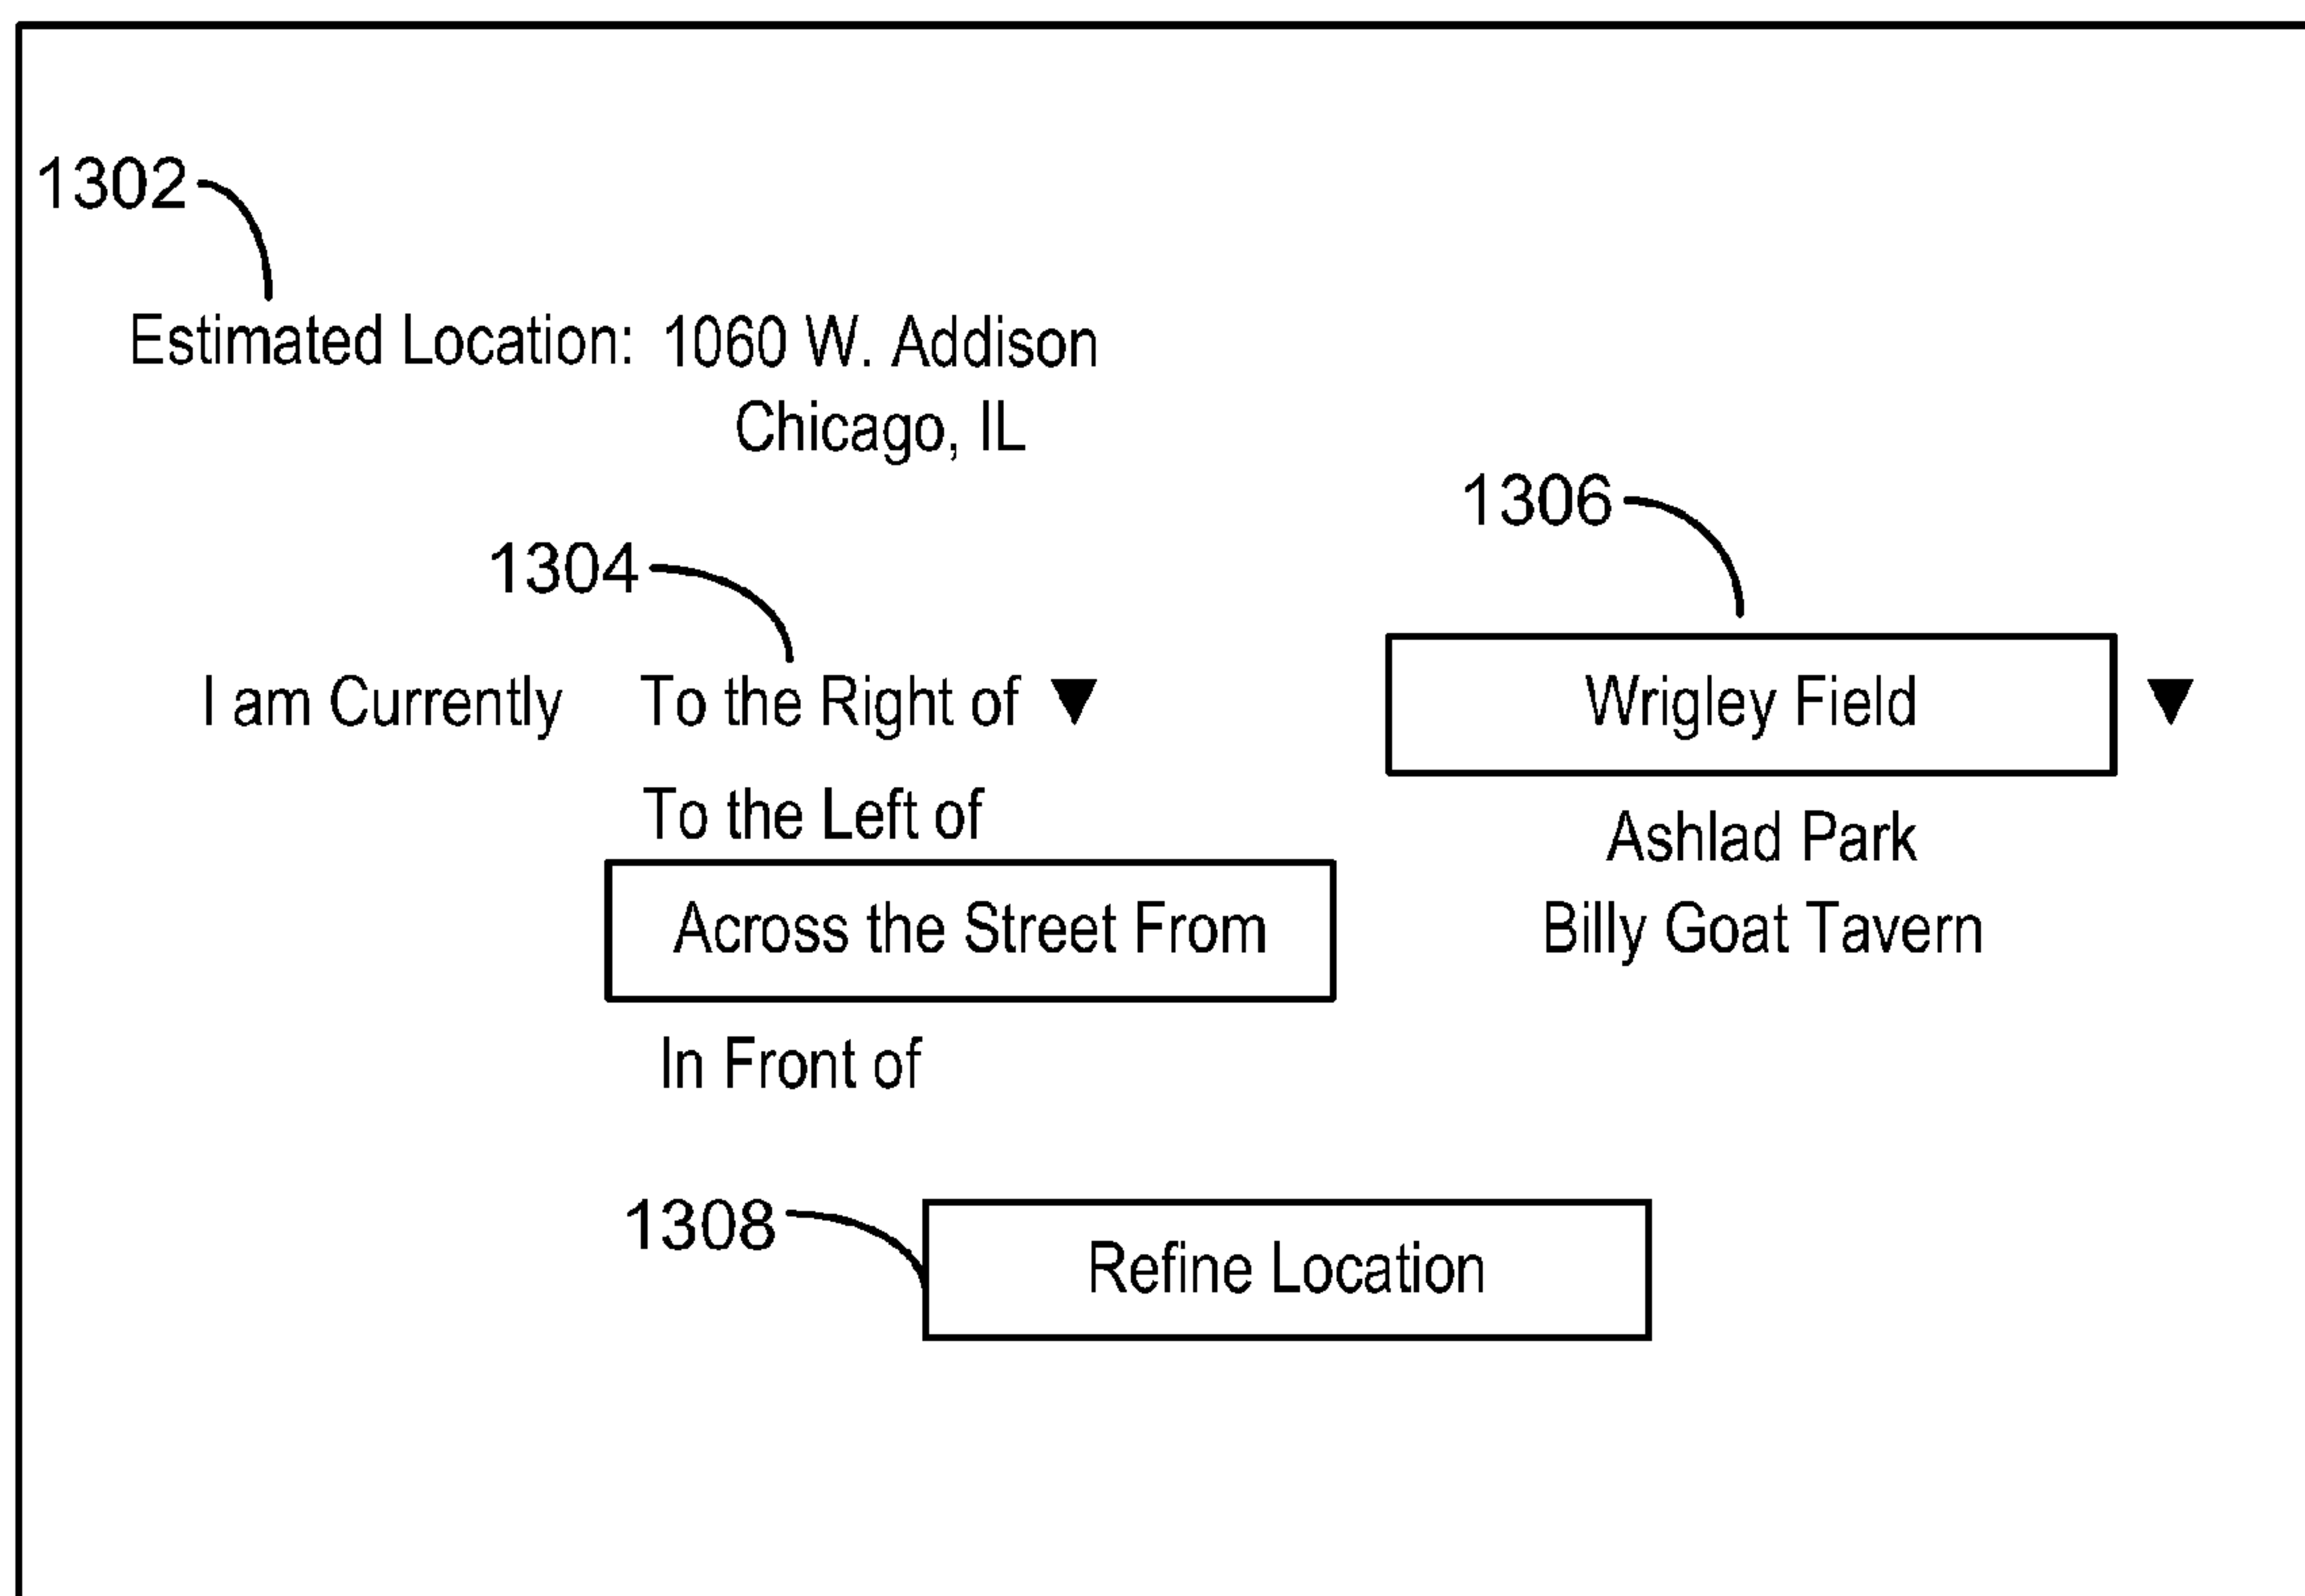 1302
Estimated Location: 1060 W. Addison
Chicago, IL
1306
1304
I am Currently To the Right of ▼ Wrigley Field ▼
To the Left of
Ashlad Park
Across the Street From
Billy Goat Tavern
In Front of
1308
Refine Location